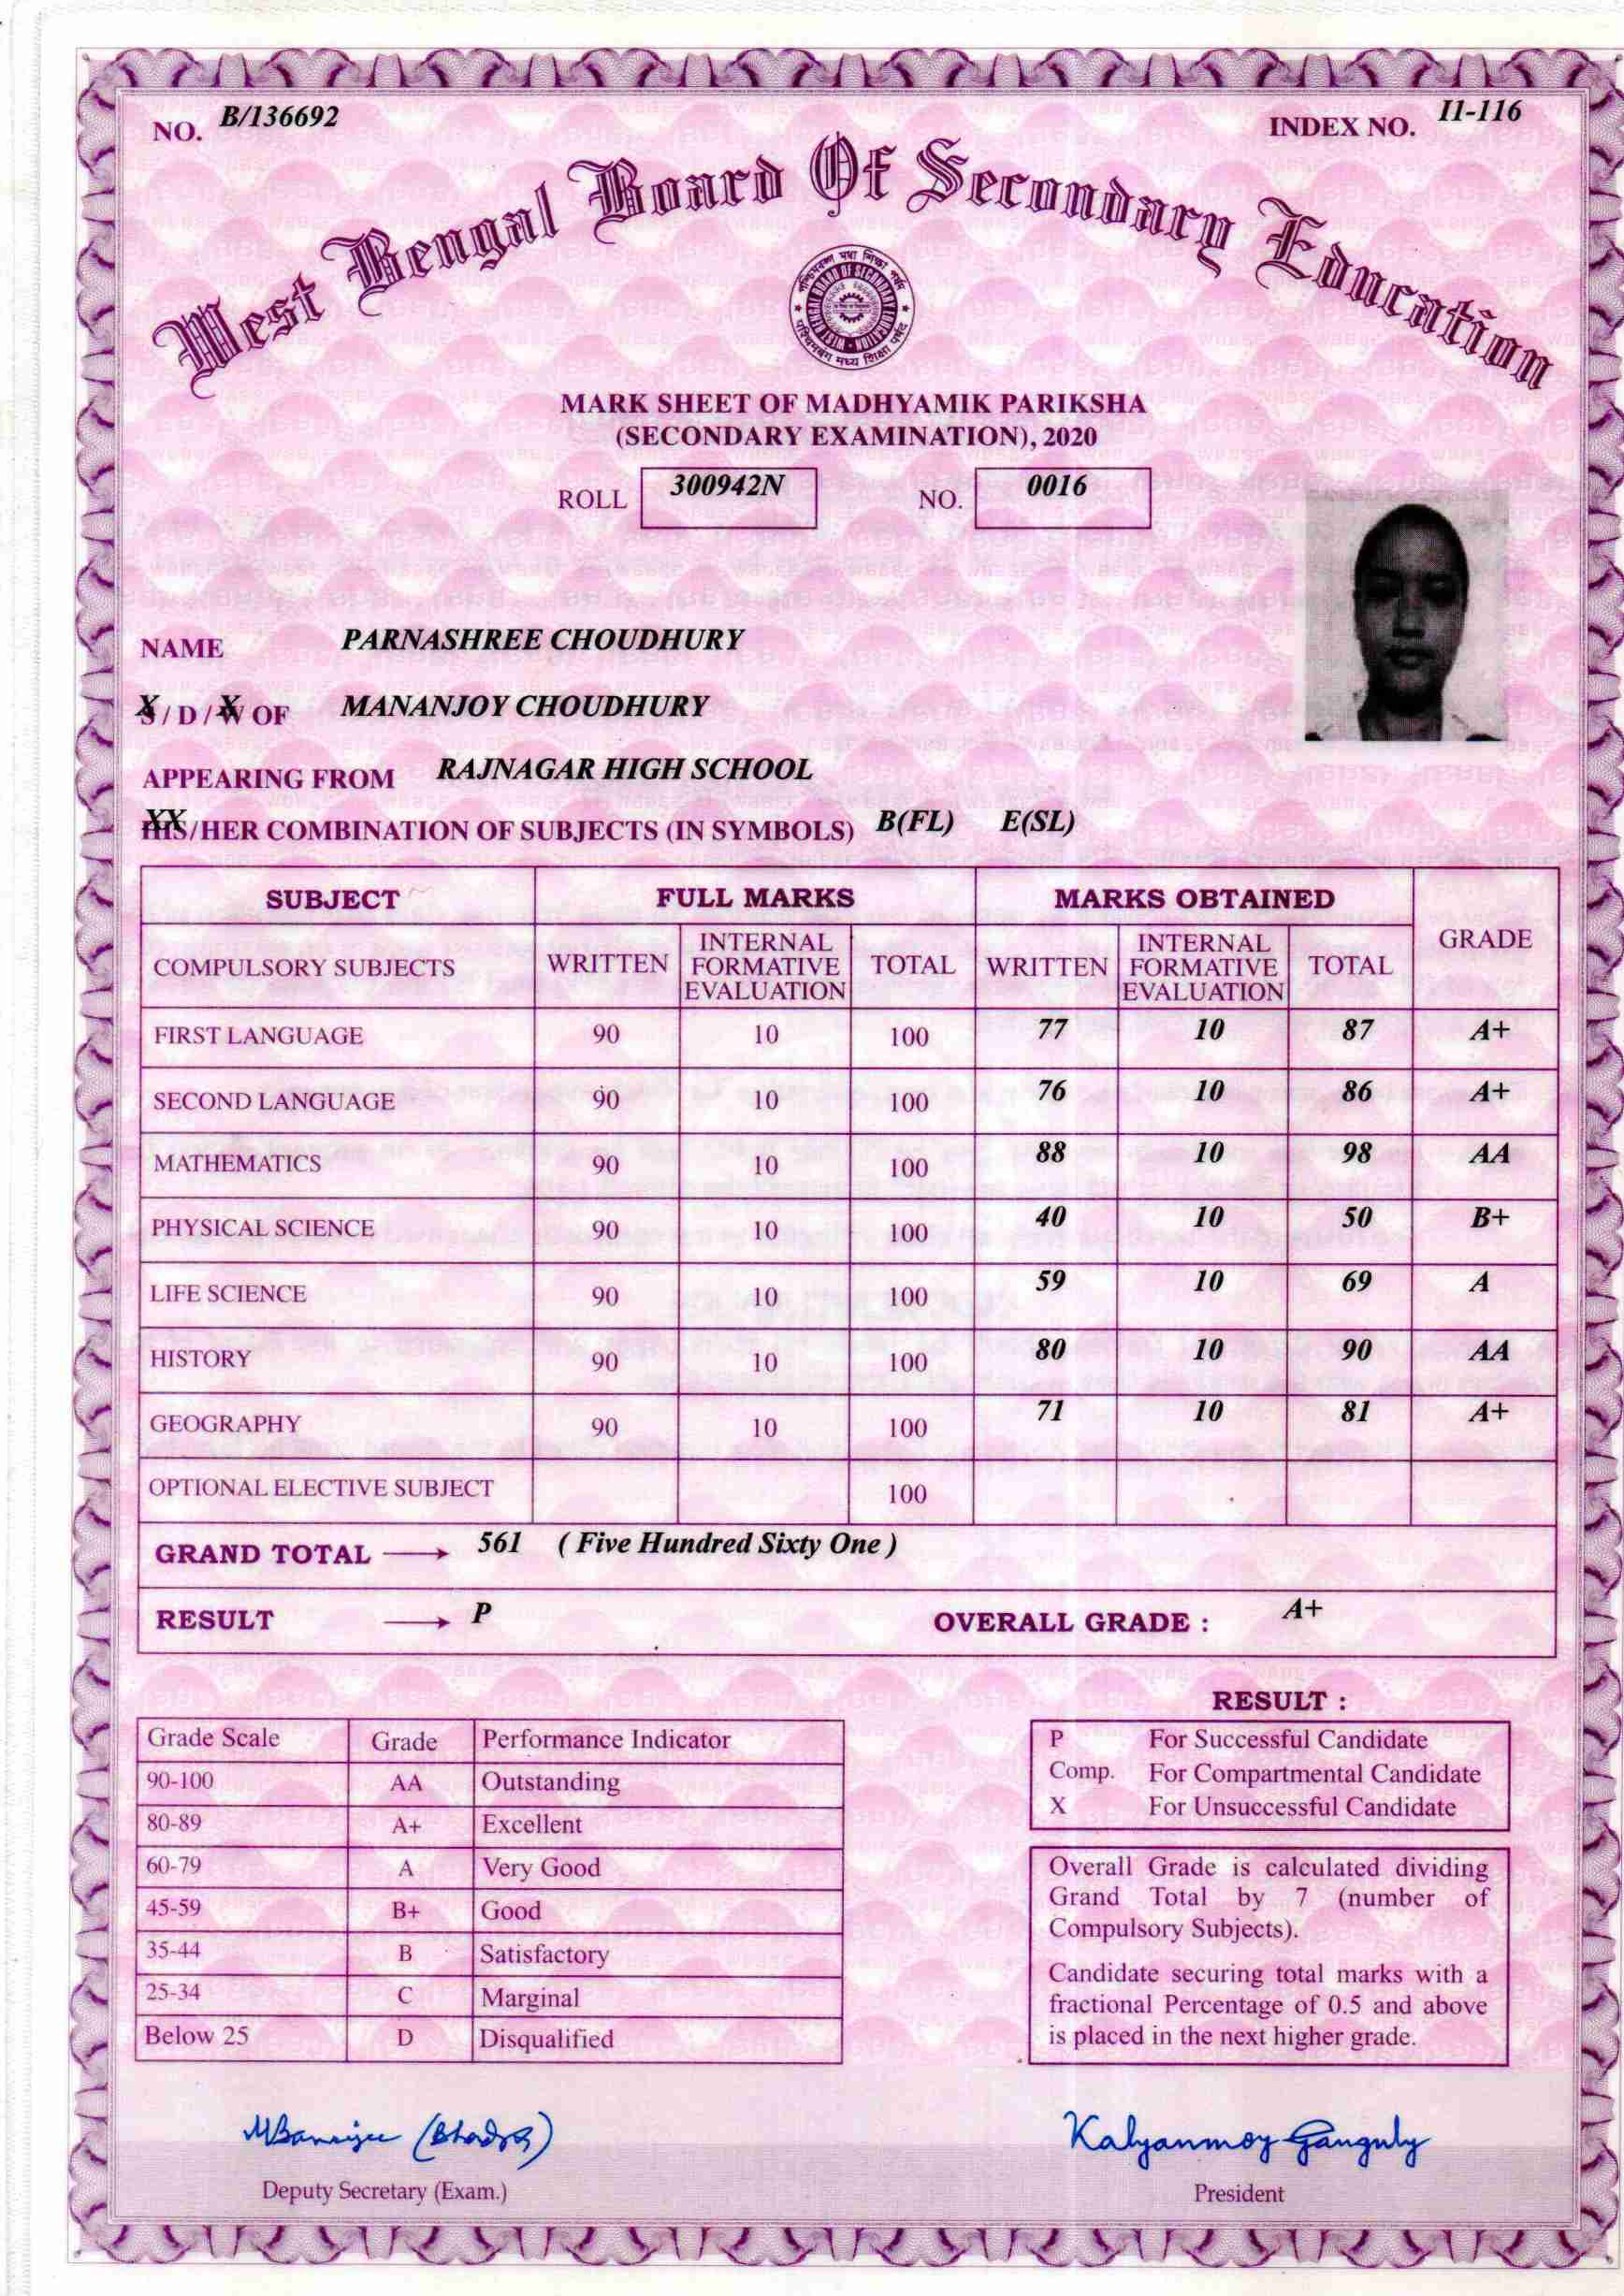 NO. B/136692 INDEX NO. I1-116
West Bengal Board Of Secondary Education
MARK SHEET OF MADHYAMIK PARIKSHA
(SECONDARY EXAMINATION), 2020
ROLL 300942N NO. 0016
NAME PARNASHREE CHOUDHURY
S/D/W OF MANANJOY CHOUDHURY
APPEARING FROM RAJNAGAR HIGH SCHOOL
HIS/HER COMBINATION OF SUBJECTS (IN SYMBOLS) B(FL) E(SL)
SUBJECT FULL MARKS MARKS OBTAINED GRADE
COMPULSORY SUBJECTS WRITTEN INTERNAL FORMATIVE EVALUATION TOTAL WRITTEN INTERNAL FORMATIVE EVALUATION TOTAL
FIRST LANGUAGE 90 10 100 77 10 87 A+
SECOND LANGUAGE 90 10 100 76 10 86 A+
MATHEMATICS 90 10 100 88 10 98 AA
PHYSICAL SCIENCE 90 10 100 40 10 50 B+
LIFE SCIENCE 90 10 100 59 10 69 A
HISTORY 90 10 100 80 10 90 AA
GEOGRAPHY 90 10 100 71 10 81 A+
OPTIONAL ELECTIVE SUBJECT 100
GRAND TOTAL → 561 ( Five Hundred Sixty One )
RESULT → P OVERALL GRADE : A+
Grade Scale Grade Performance Indicator
90-100 AA Outstanding
80-89 A+ Excellent
60-79 A Very Good
45-59 B+ Good
35-44 B Satisfactory
25-34 C Marginal
Below 25 D Disqualified
RESULT :
P For Successful Candidate
Comp. For Compartmental Candidate
X For Unsuccessful Candidate
Overall Grade is calculated dividing
Grand Total by 7 (number of
Compulsory Subjects).
Candidate securing total marks with a
fractional Percentage of 0.5 and above
is placed in the next higher grade.
Kalyanmoy Ganguly
Deputy Secretary (Exam.) President